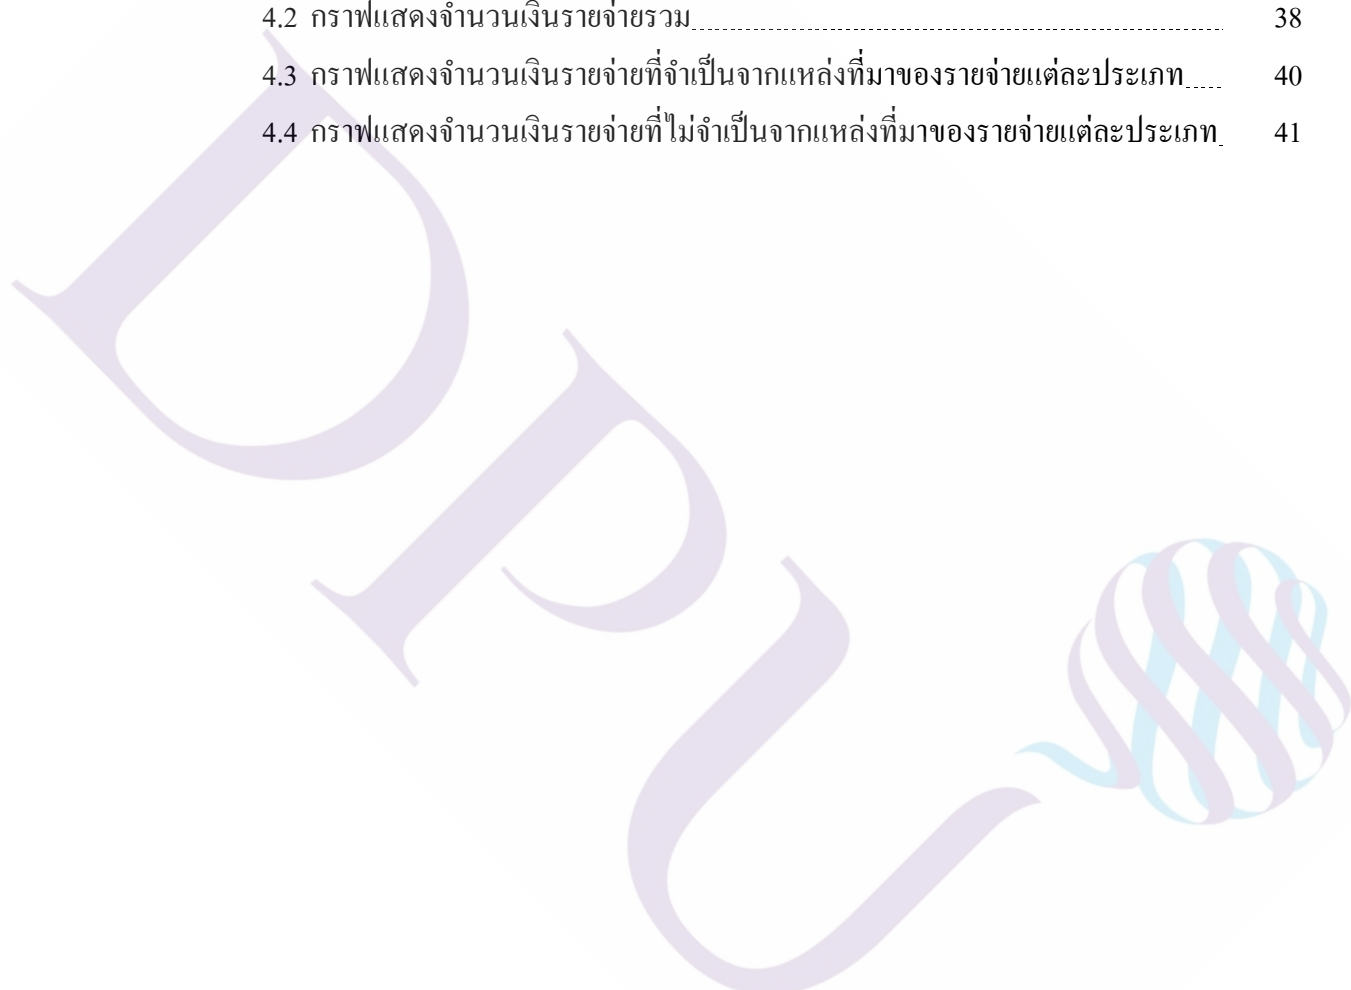 4.2 กราฟแสดงจำนวนเงินรายจ่ายรวม 38
4.3 กราฟแสดงจำนวนเงินรายจ่ายที่จำเป็นจากแหล่งที่มาของรายจ่ายแต่ละประเภท 40
4.4 กราฟแสดงจำนวนเงินรายจ่ายที่ไม่จำเป็นจากแหล่งที่มาของรายจ่ายแต่ละประเภท 41
DPU